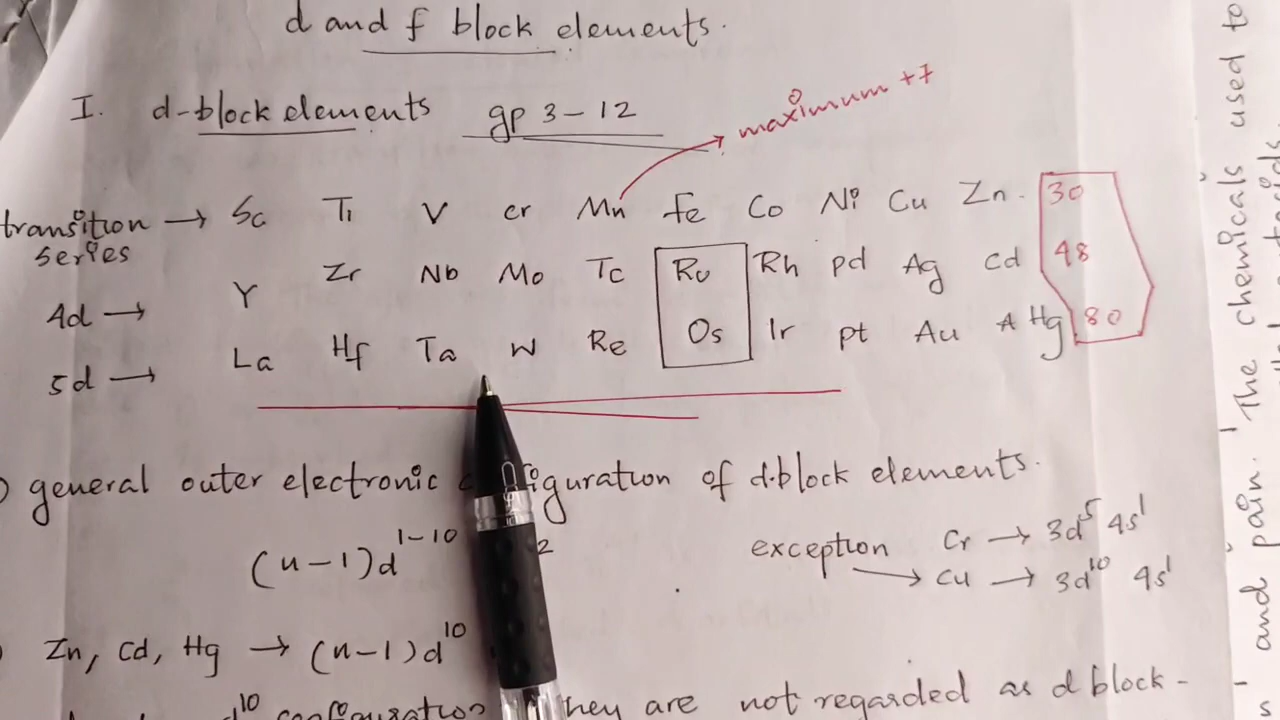 d and f block elements.
I. d-block elements gp 3-12
maximum +7
transition series → Sc Ti V cr Mn Fe Co Ni Cu Zn. 30
4d → Y Zr Nb Mo Tc Ru Rh pd Ag cd 48
5d → La Hf Ta W Re Os Ir pt Au A Hg 80
general outer electronic of d-block elements.
(n-1)d¹⁻¹⁰ 2
exception Cr → 3d⁵ 4s¹
→ Cu → 3d¹⁰ 4s¹
Zn, Cd, Hg → (n-1)d¹⁰
d¹⁰ configuration they are not regarded as d block-
The chemicals used to
and pain.